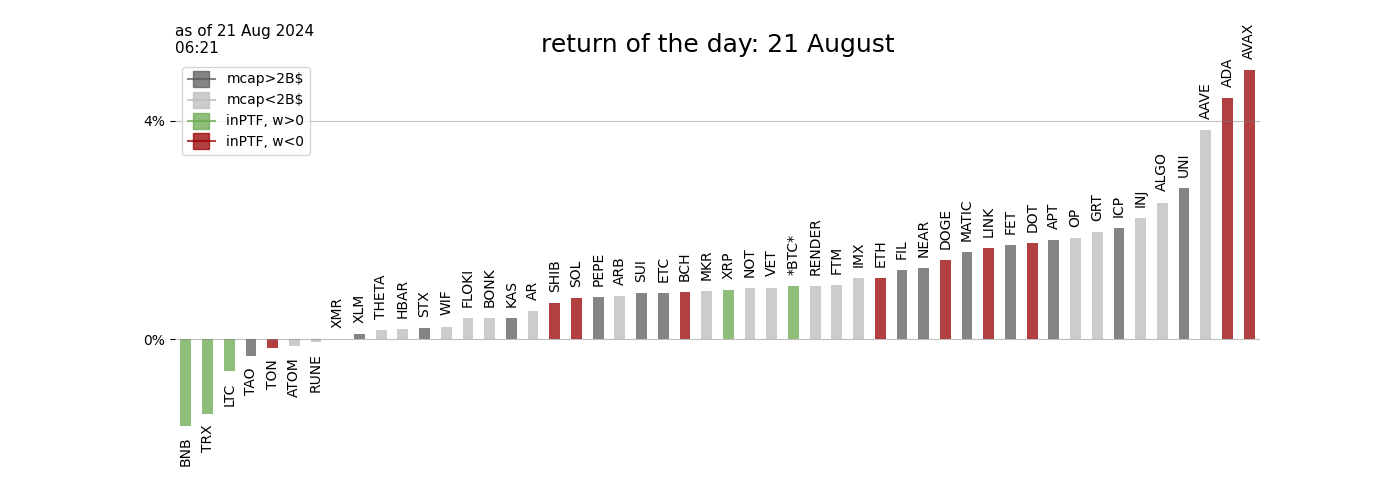 as of 21 Aug 2024
06:21
return of the day: 21 August
mcap>2B$
mcap<2B$
inPTF, w>0
inPTF, w<0
4%
0%
BNB
TRX
LTC
TAO
TON
ATOM
RUNE
XMR
XLM
THETA
HBAR
STX
WIF
FLOKI
BONK
KAS
AR
SHIB
SOL
PEPE
ARB
SUI
ETC
BCH
MKR
XRP
NOT
VET
*BTC*
RENDER
FTM
IMX
ETH
FIL
NEAR
DOGE
MATIC
LINK
FET
DOT
APT
OP
GRT
ICP
INJ
ALGO
UNI
AAVE
ADA
AVAX